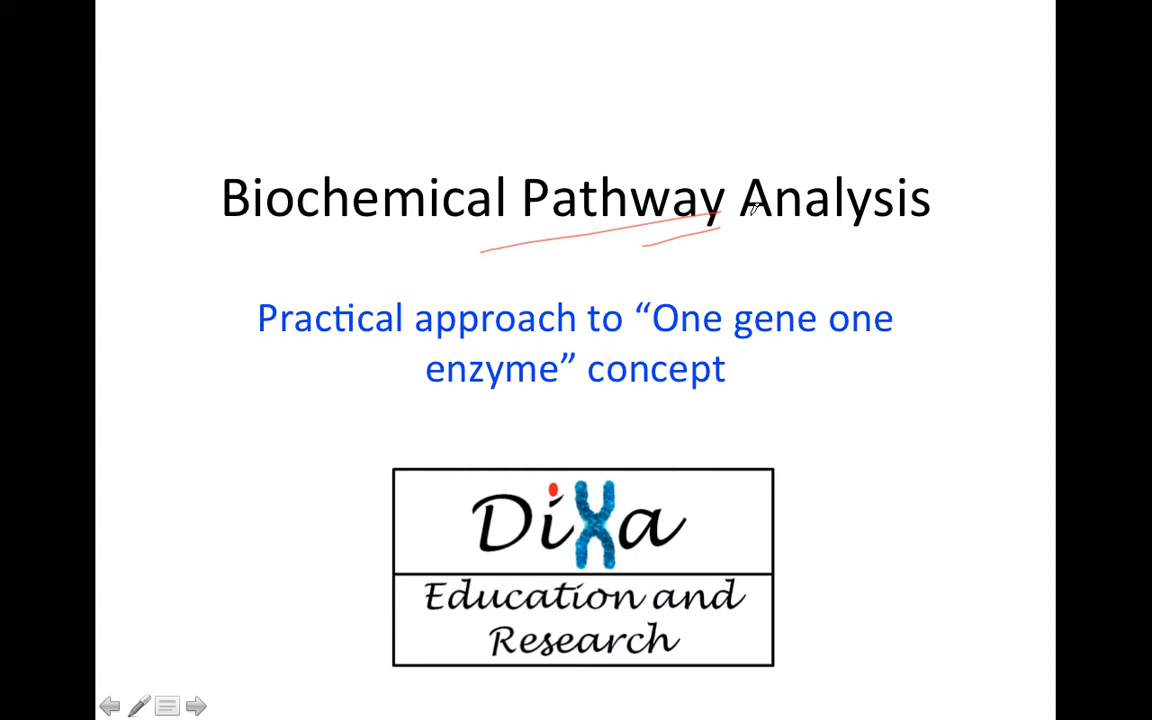 Biochemical Pathway Analysis
Practical approach to “One gene one
enzyme” concept
DiXa
Education and
Research